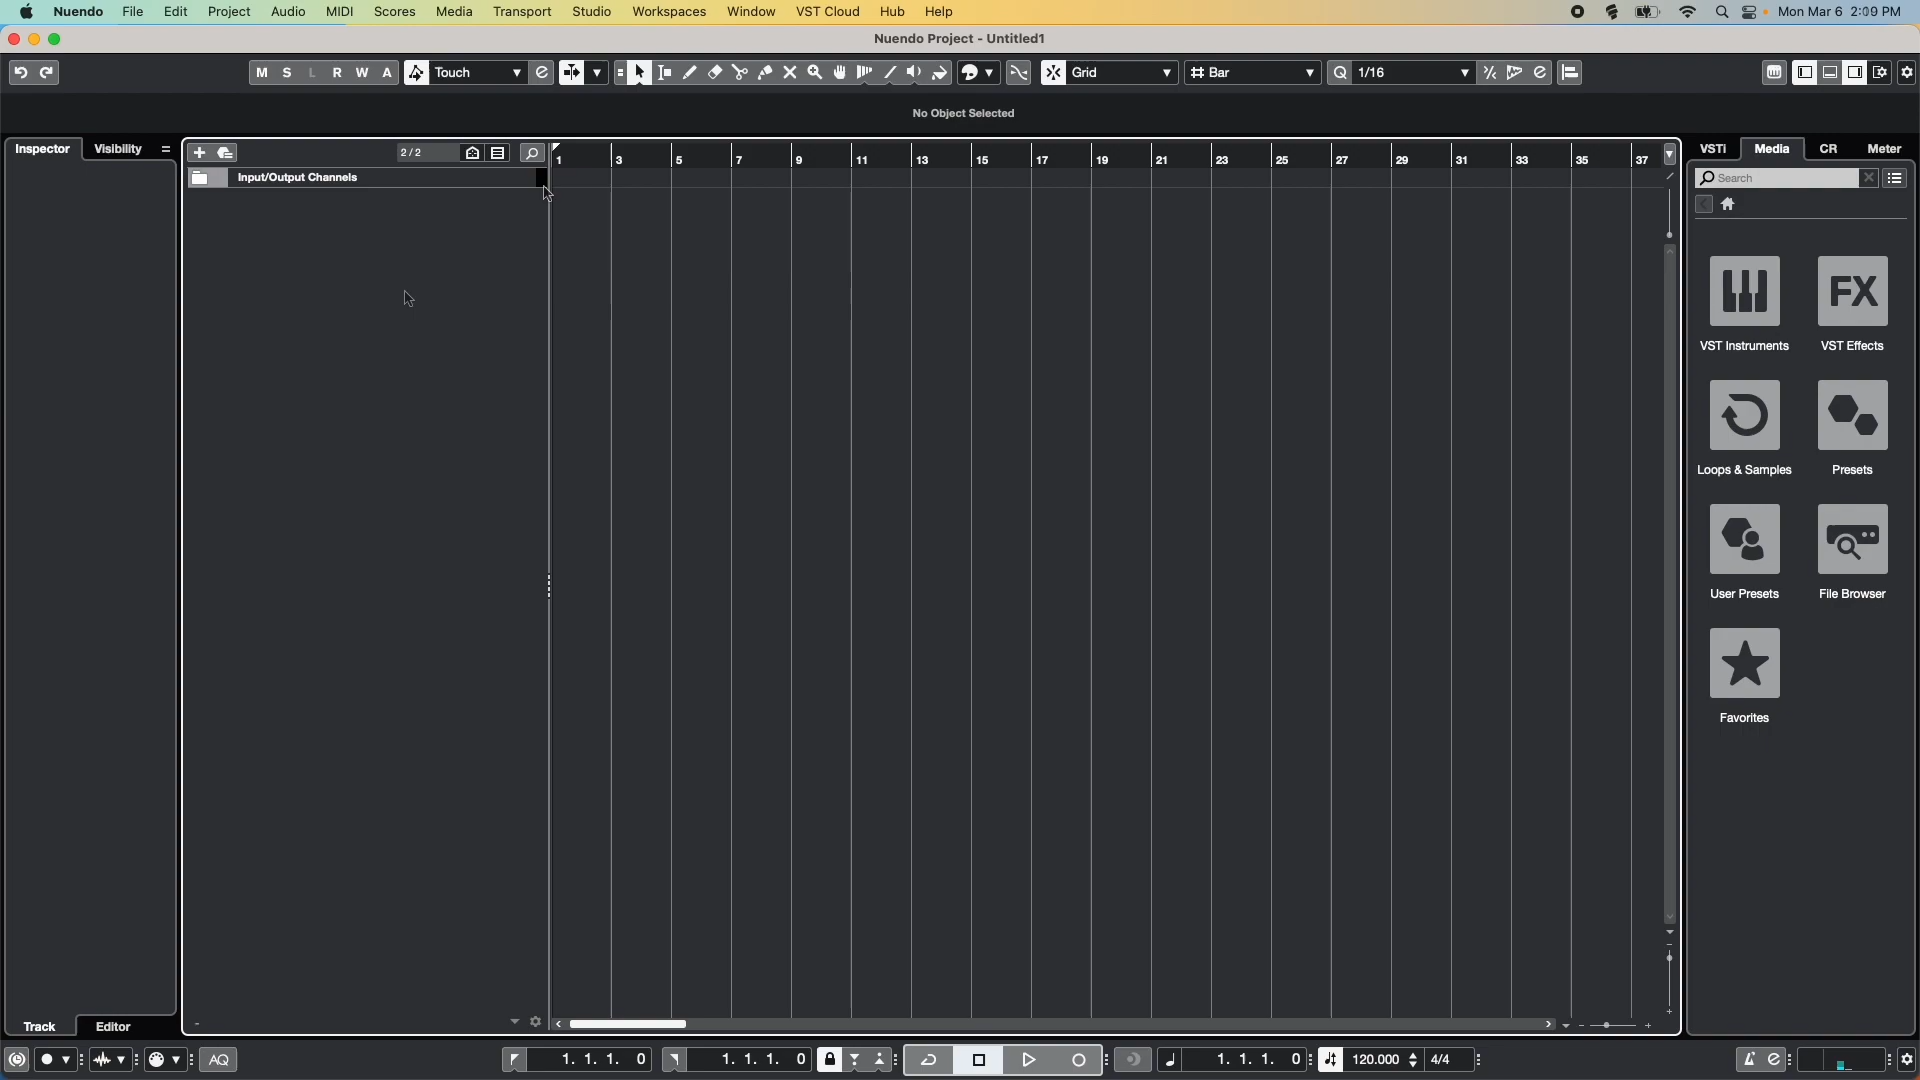 Nuendo File Edit Project Audio MIDI Scores Media Transport Studio Workspaces Window VST Cloud Hub Help Mon Mar 6 2:09 PM
Nuendo Project - Untitled1
M S L R W A Touch Grid Bar Q 1/16
No Object Selected
Inspector Visibility 2/2 1 3 5 7 9 11 13 15 17 19 21 23 25 27 29 31 33 35 37 VSTi Media CR Meter
Input/Output Channels
Search
FX
VST Instruments VST Effects
Loops & Samples Presets
User Presets File Browser
Favorites
Track Editor
AQ 1. 1. 1. 0 1. 1. 1. 0 1. 1. 1. 0 120.000 4/4